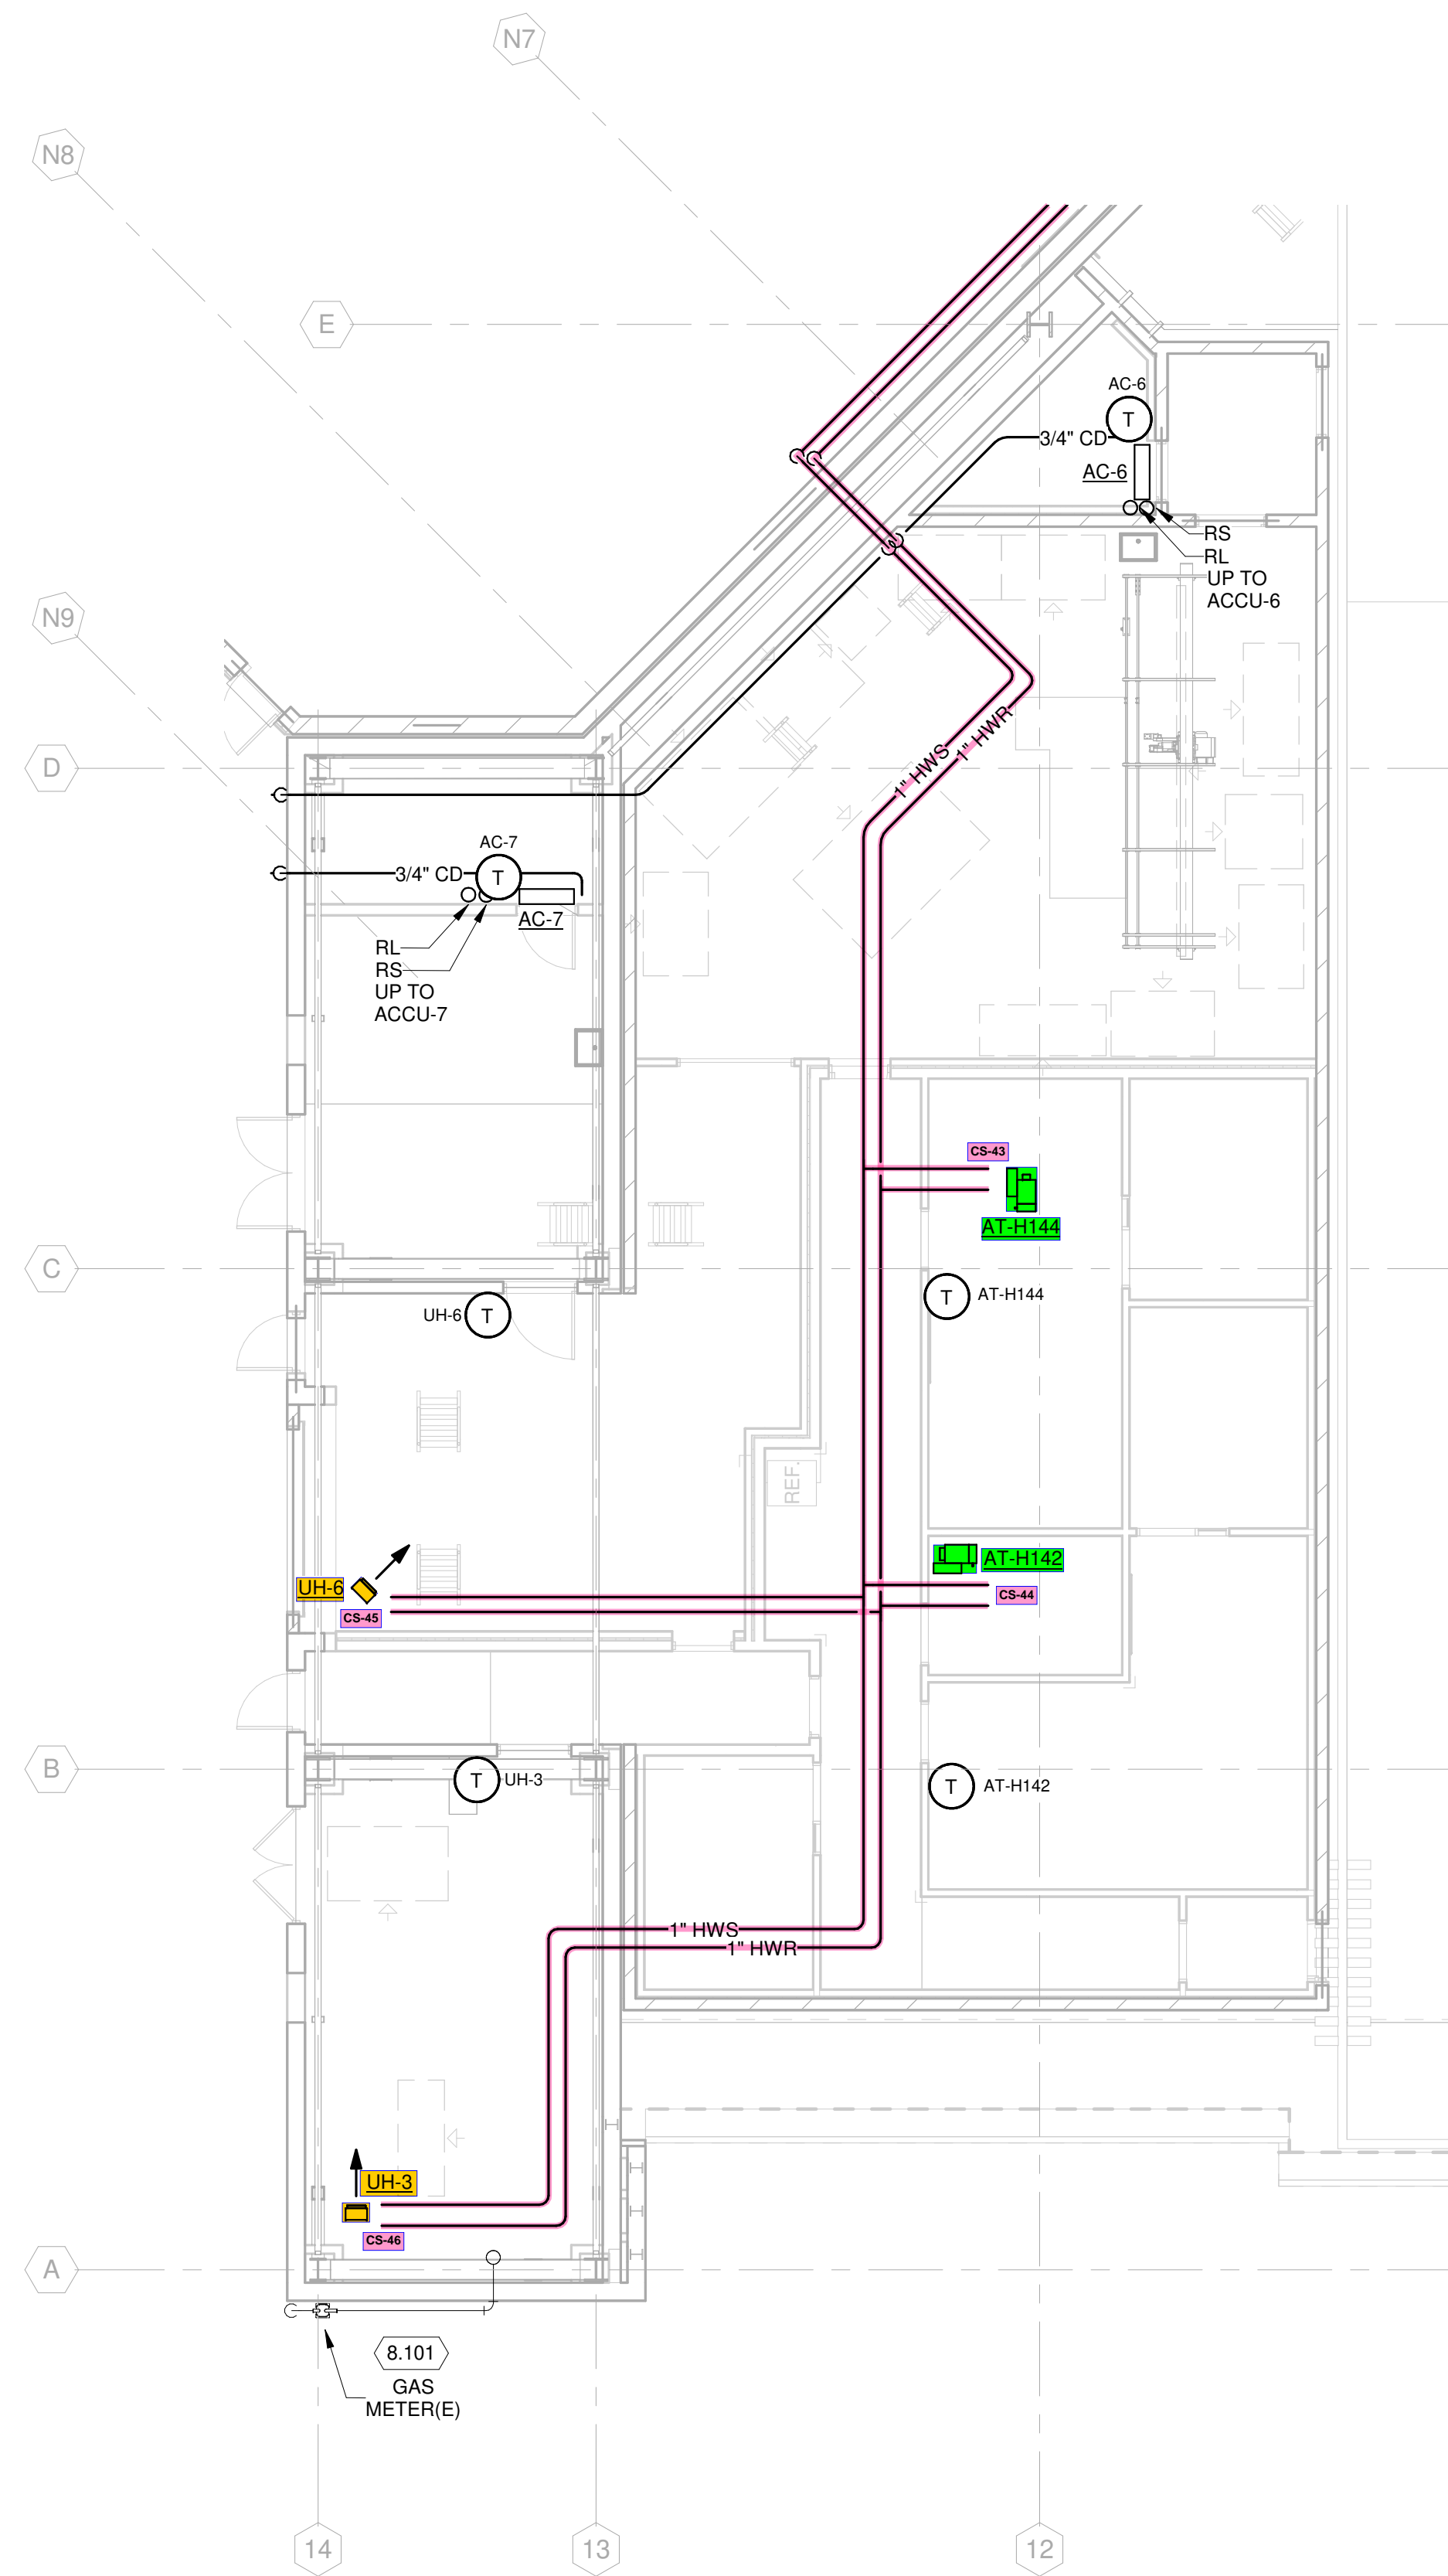 N7
N8
E
AC-6
T
3/4" CD
AC-6
RS
RL
UP TO
ACCU-6
N9
1" HWS
1" HWR
D
AC-7
3/4" CD
T
AC-7
RL
RS
UP TO
ACCU-7
CS-43
AT-H144
C
T
AT-H144
UH-6
T
REF.
AT-H142
UH-6
CS-44
CS-45
B
T
UH-3
T
AT-H142
1" HWS
1" HWR
UH-3
CS-46
A
8.101
GAS
METER(E)
14
13
12